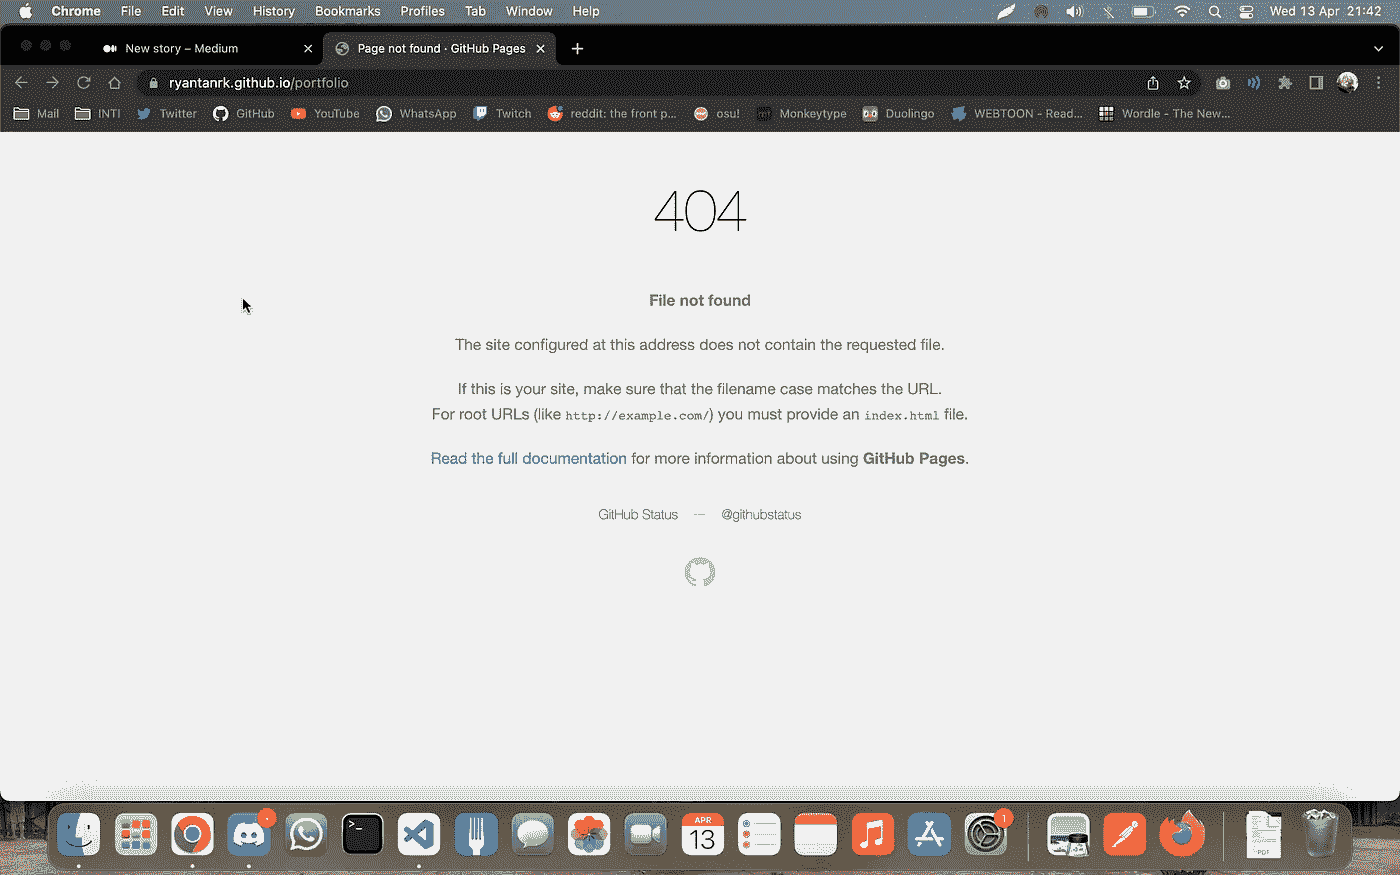 Chrome File Edit View History Bookmarks Profiles Tab Window Help Wed 13 Apr 21:42
New story – Medium Page not found · GitHub Pages
ryantanrk.github.io/portfolio
Mail INTI Twitter GitHub YouTube WhatsApp Twitch reddit: the front p... osu! Monkeytype Duolingo WEBTOON - Read... Wordle - The New...
404
File not found
The site configured at this address does not contain the requested file.
If this is your site, make sure that the filename case matches the URL.
For root URLs (like http://example.com/) you must provide an index.html file.
Read the full documentation for more information about using GitHub Pages.
GitHub Status — @githubstatus
>_ APR 1
13
PDF